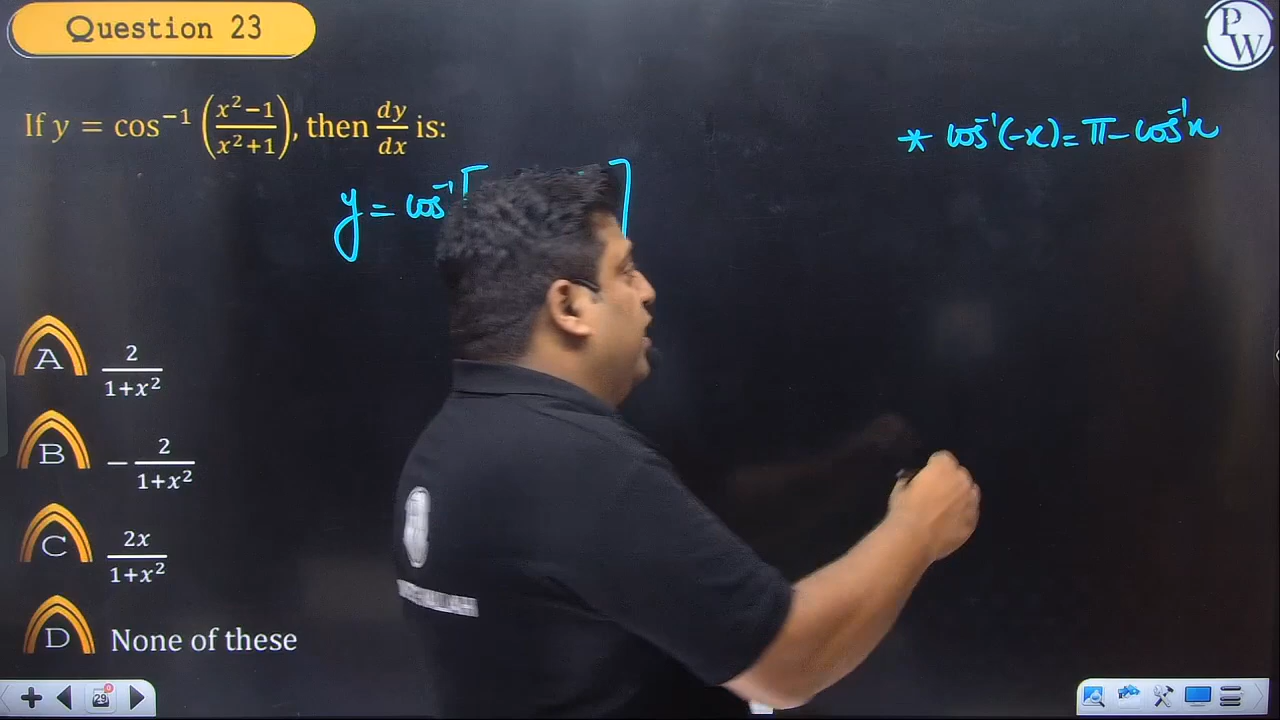 Question 23
PW
If y = cos⁻¹ (x²−1 / x²+1), then dy/dx is:
* cos⁻¹(-x) = π - cos⁻¹x
y = cos⁻¹ [ ]
A 2/1+x²
B −2/1+x²
C 2x/1+x²
D None of these
29